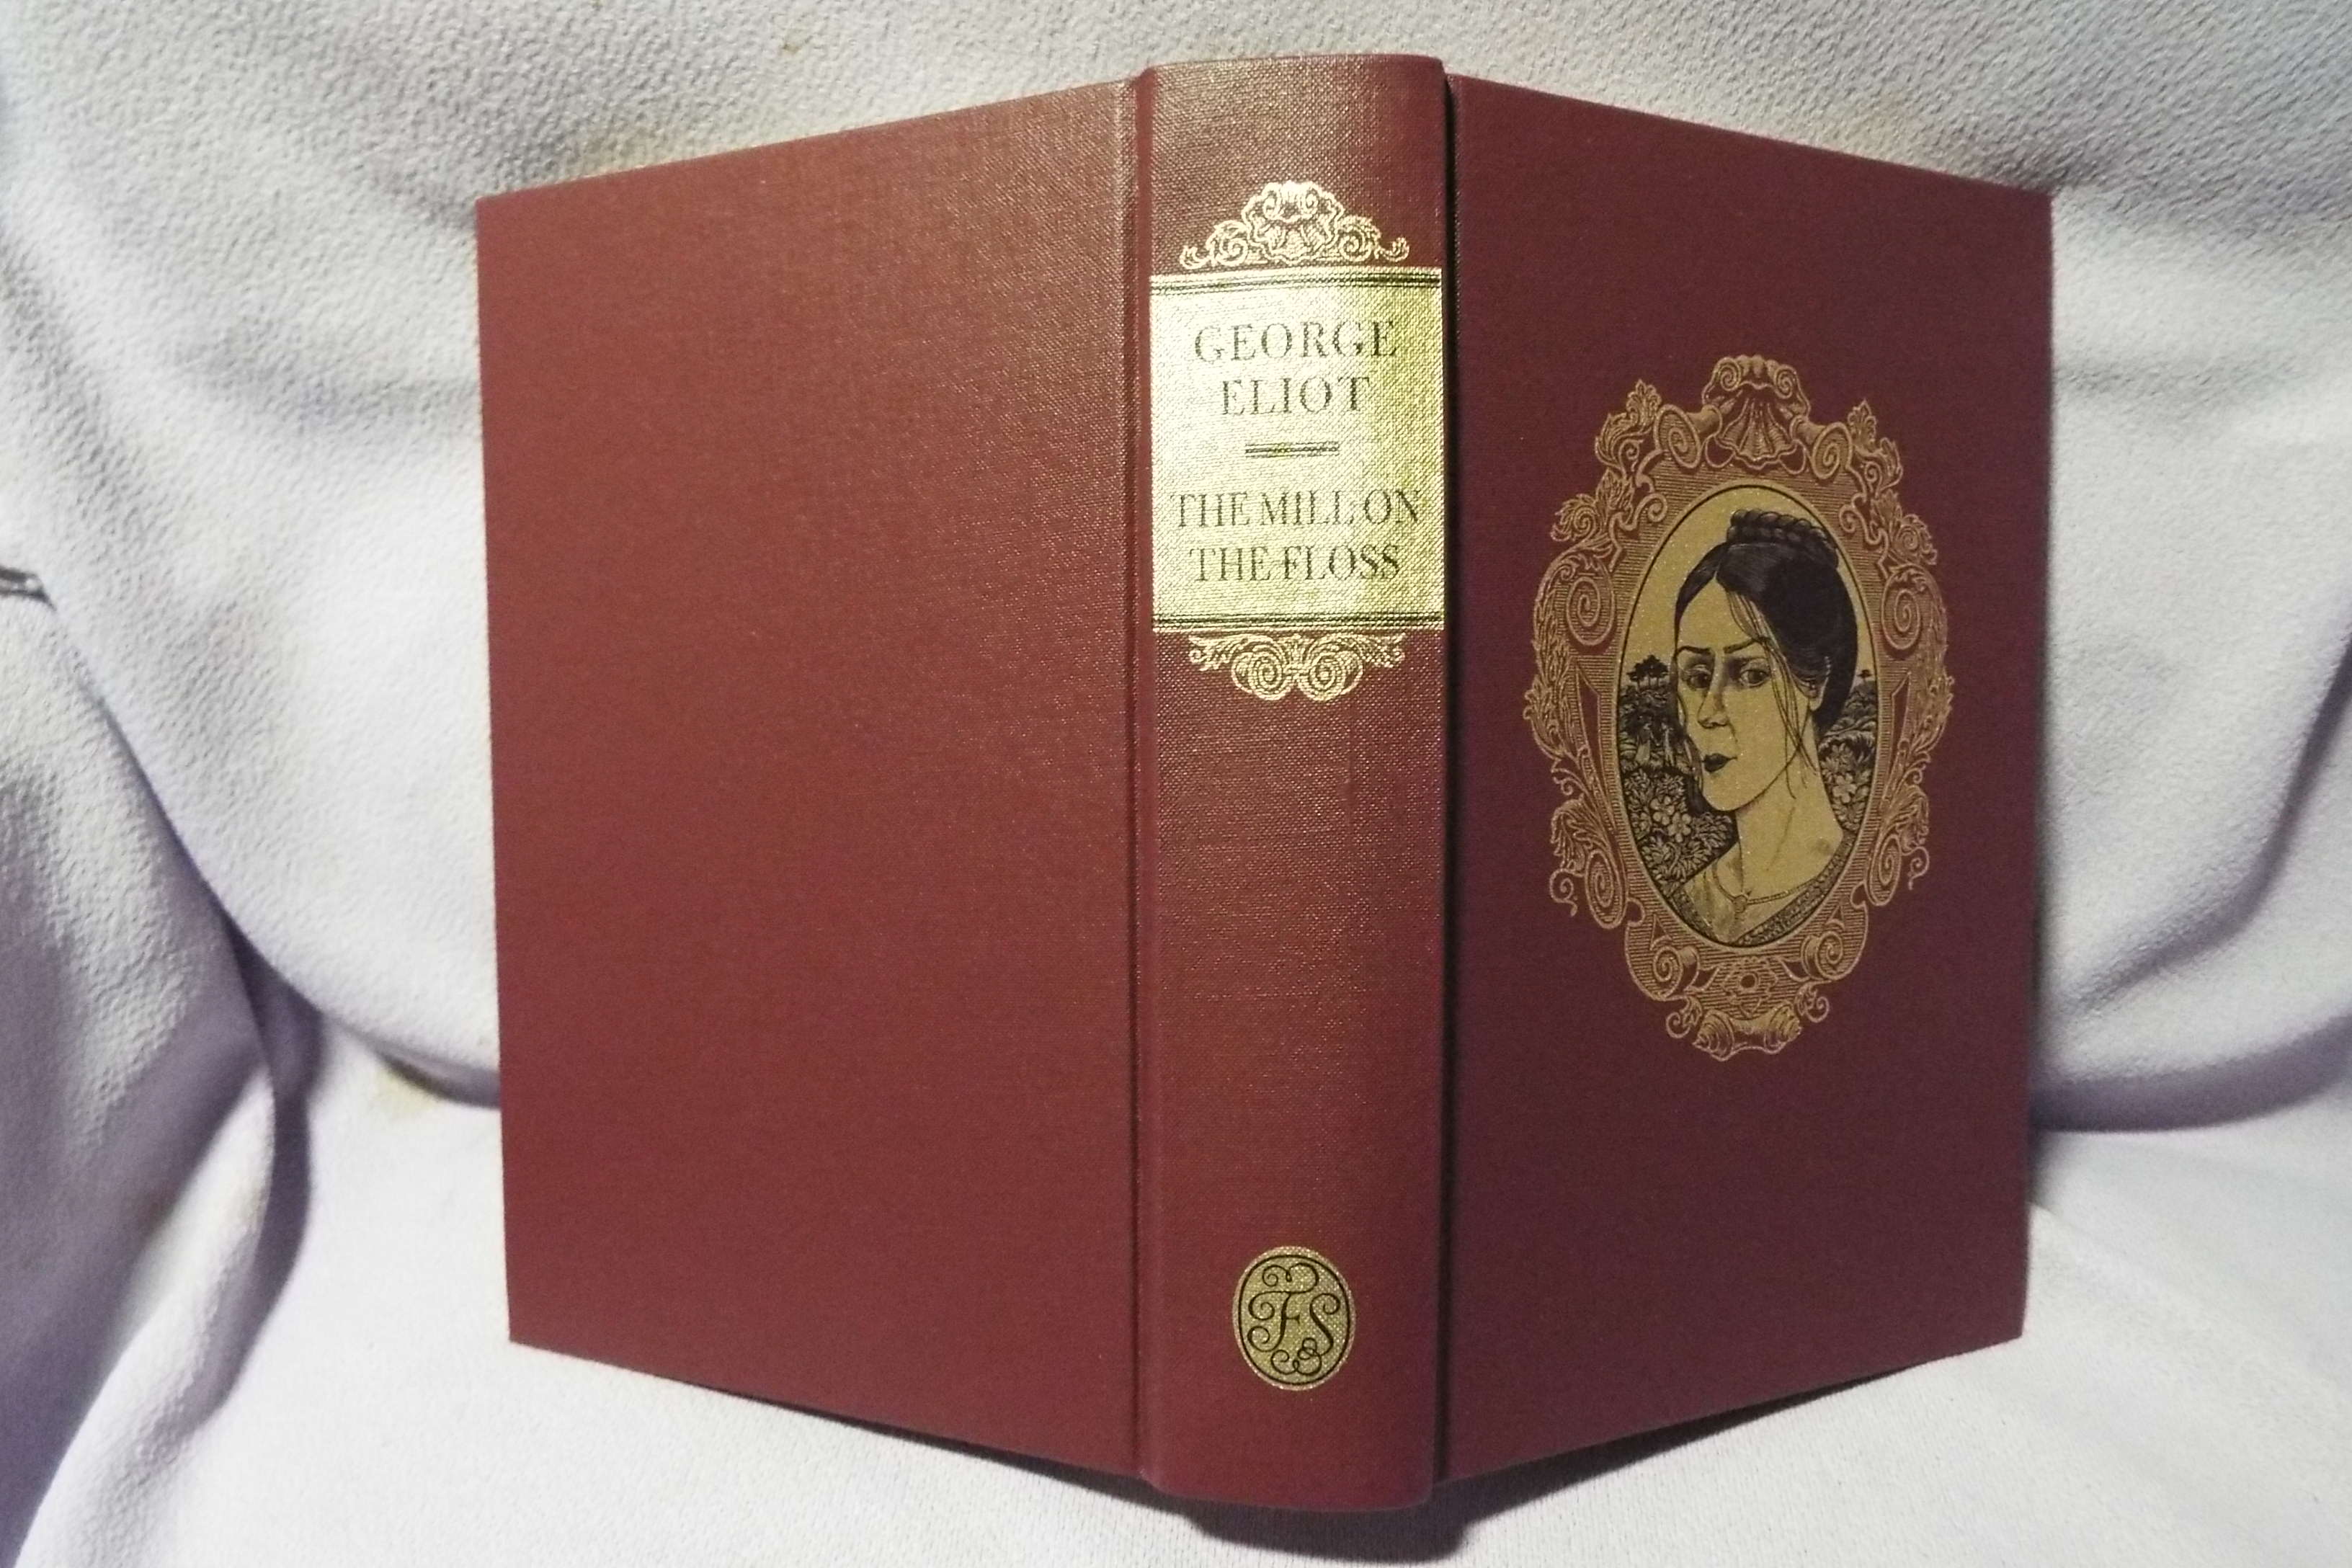 GEORGE
ELIOT
THE MILL ON
THE FLOSS
FS